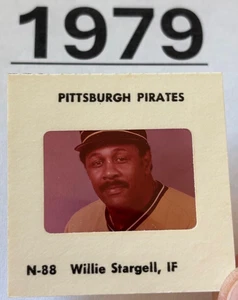 1979
PITTSBURGH PIRATES
N-88 Willie Stargell, IF